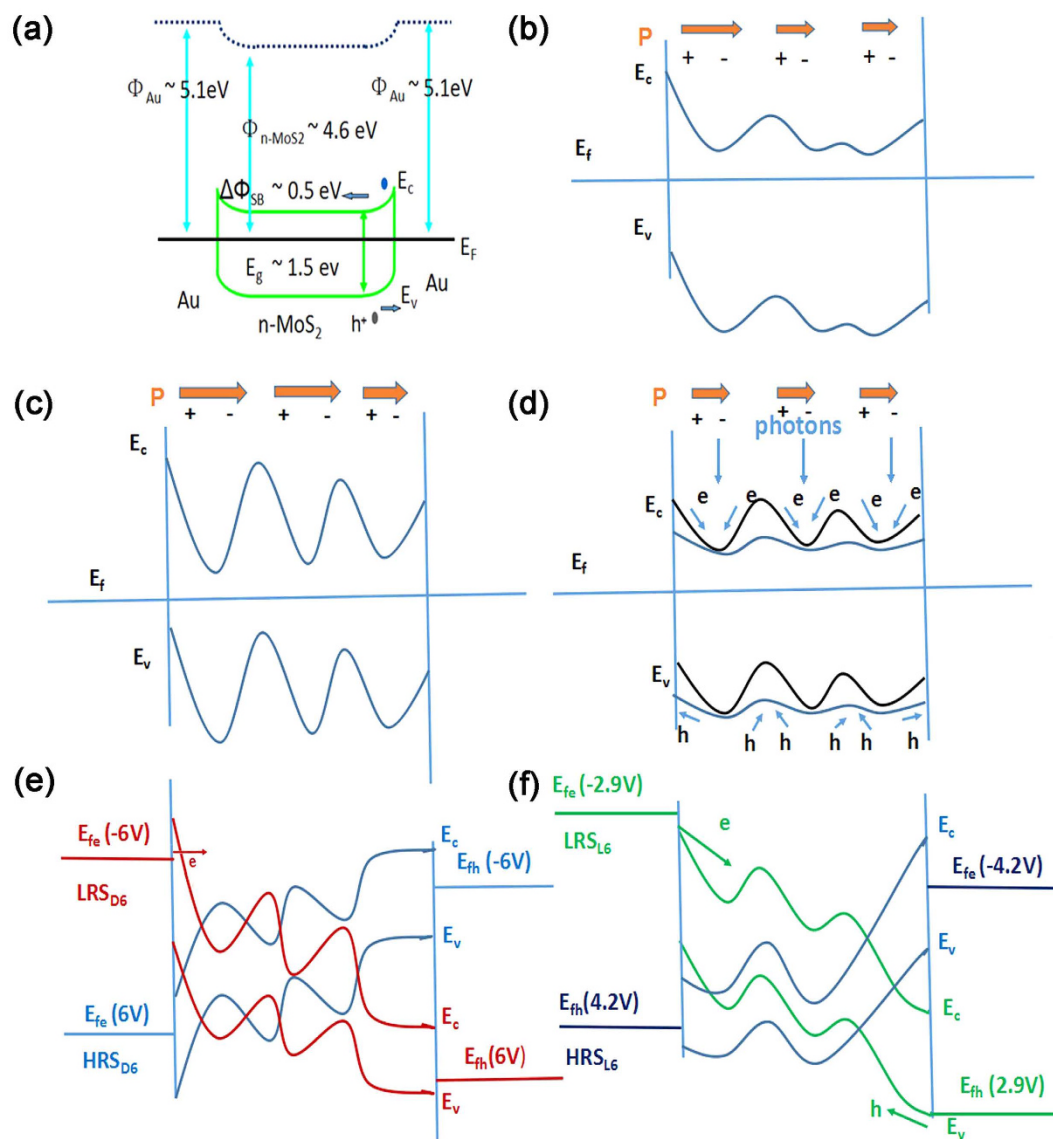 (a)
Φ_Au ~ 5.1eV
Φ_Au ~ 5.1eV
Φ_n-MoS2 ~ 4.6 eV
ΔΦ_SB ~ 0.5 eV
E_c
E_F
E_g ~ 1.5 ev
Au
Au
E_v
n-MoS₂
h⁺
(b)
P
+ - + - + -
E_c
E_f
E_v
(c)
P
+ - + - + -
E_c
E_f
E_v
(d)
P
+ - + - + -
photons
e e e e e e
E_c
E_f
E_v
h h h h h h
(e)
E_fe (-6V)
e
LRS_D6
E_c
E_fh (-6V)
E_v
E_fe (6V)
HRS_D6
E_c
E_fh (6V)
E_v
(f)
E_fe (-2.9V)
e
LRS_L6
E_c
E_fe (-4.2V)
E_v
E_fh (4.2V)
HRS_L6
E_c
E_fh (2.9V)
h
E_v